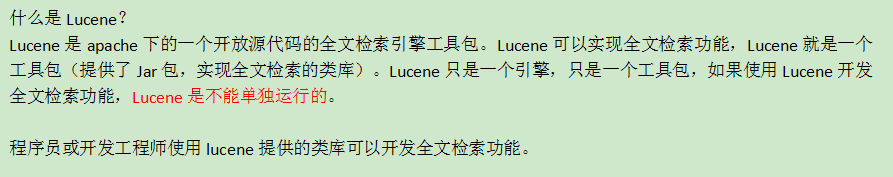 什么是 Lucene？
Lucene 是 apache 下的一个开放源代码的全文检索引擎工具包。Lucene 可以实现全文检索功能，Lucene 就是一个
工具包（提供了 Jar 包，实现全文检索的类库）。Lucene 只是一个引擎，只是一个工具包，如果使用 Lucene 开发
全文检索功能，Lucene 是不能单独运行的。
程序员或开发工程师使用 lucene 提供的类库可以开发全文检索功能。